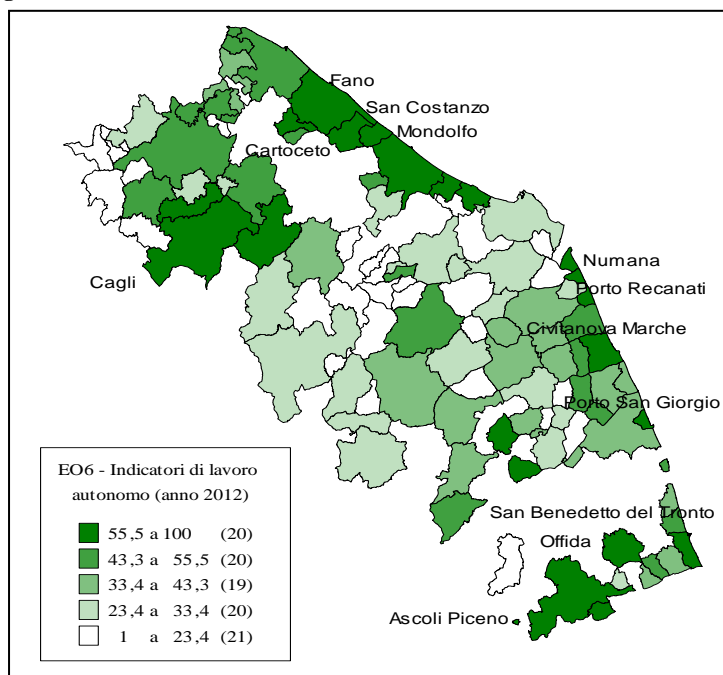 Fano
San Costanzo
Mondolfo
Cartoceto
Cagli
Numana
Porto Recanati
Civitanova Marche
Porto San Giorgio
San Benedetto del Tronto
Offida
Ascoli Piceno
EO6 - Indicatori di lavoro
autonomo (anno 2012)
55,5 a 100 (20)
43,3 a 55,5 (20)
33,4 a 43,3 (19)
23,4 a 33,4 (20)
1 a 23,4 (21)